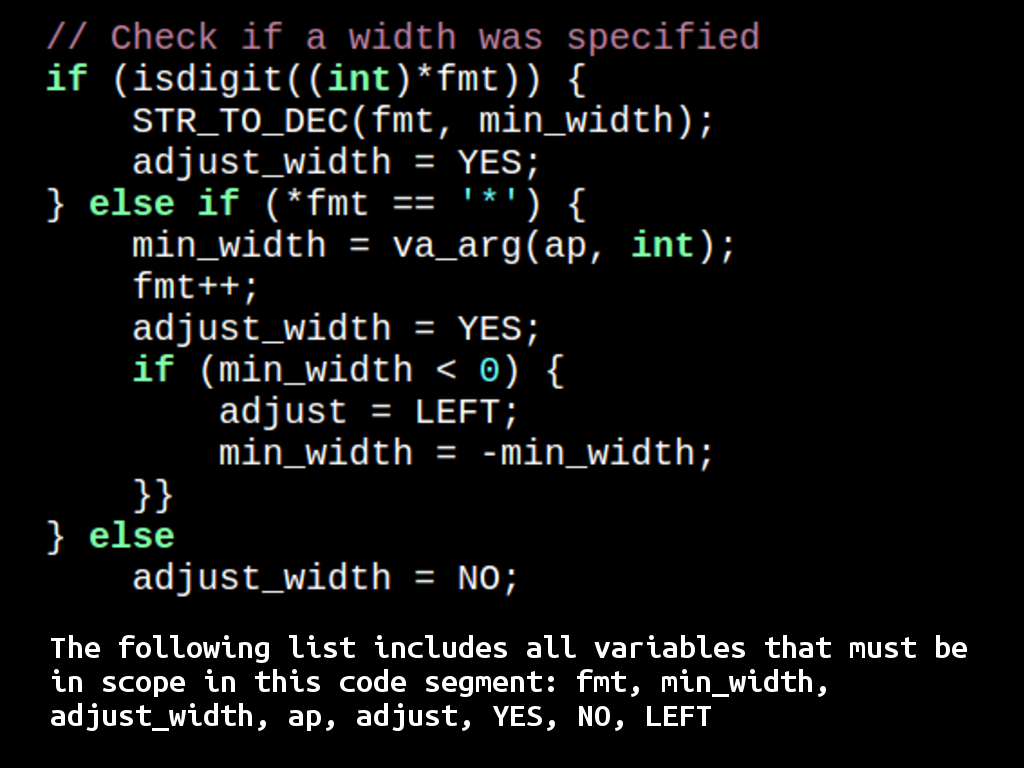 // Check if a width was specified
if (isdigit((int)*fmt)) {
    STR_TO_DEC(fmt, min_width);
    adjust_width = YES;
} else if (*fmt == '*') {
    min_width = va_arg(ap, int);
    fmt++;
    adjust_width = YES;
    if (min_width < 0) {
        adjust = LEFT;
        min_width = -min_width;
    }}
} else
    adjust_width = NO;
The following list includes all variables that must be
in scope in this code segment: fmt, min_width,
adjust_width, ap, adjust, YES, NO, LEFT